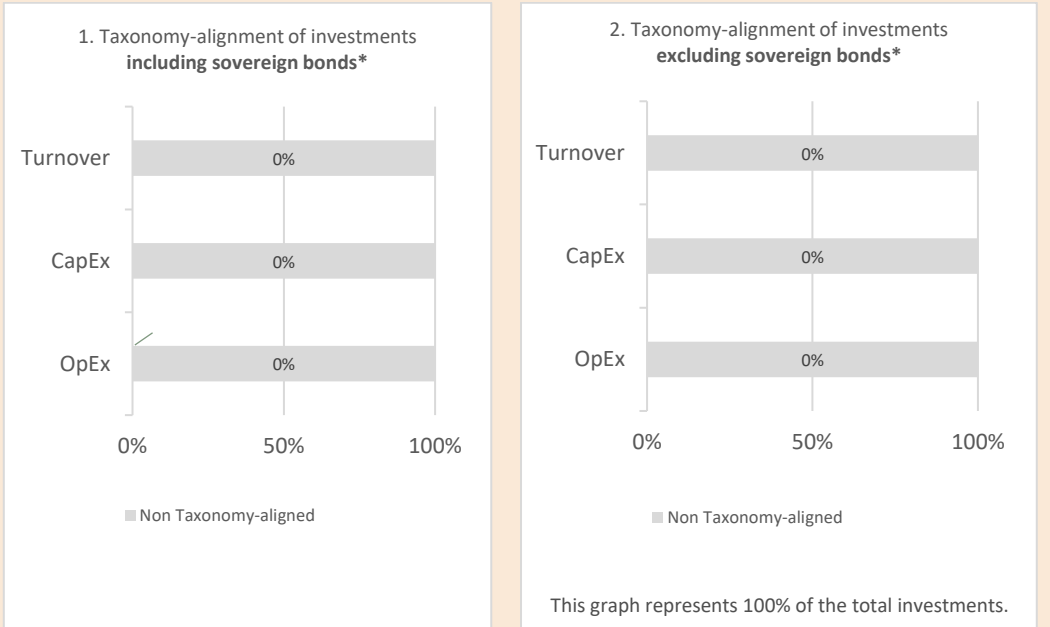 1. Taxonomy-alignment of investments
including sovereign bonds*
Turnover
0%
CapEx
0%
OpEx
0%
0% 50% 100%
Non Taxonomy-aligned
2. Taxonomy-alignment of investments
excluding sovereign bonds*
Turnover
0%
CapEx
0%
OpEx
0%
0% 50% 100%
Non Taxonomy-aligned
This graph represents 100% of the total investments.